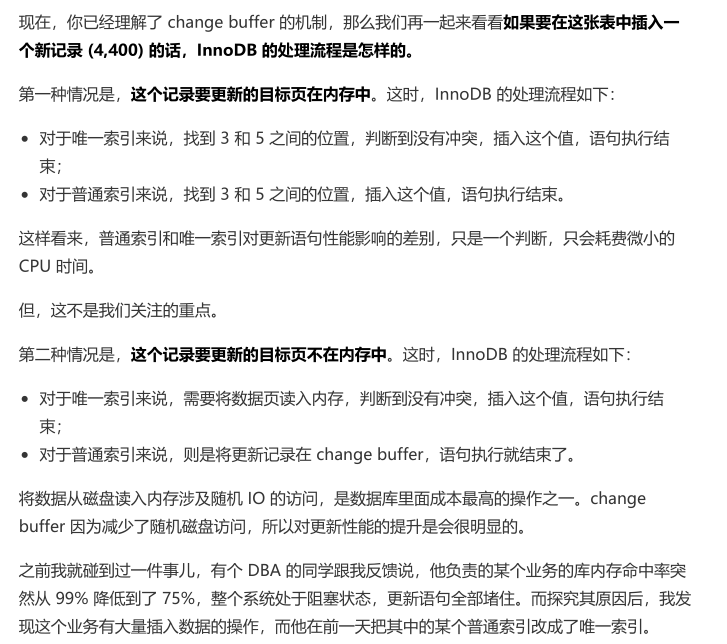 现在，你已经理解了 change buffer 的机制，那么我们再一起来看看如果要在这张表中插入一
个新记录 (4,400) 的话，InnoDB 的处理流程是怎样的。
第一种情况是，这个记录要更新的目标页在内存中。这时，InnoDB 的处理流程如下：
• 对于唯一索引来说，找到 3 和 5 之间的位置，判断到没有冲突，插入这个值，语句执行结
束；
• 对于普通索引来说，找到 3 和 5 之间的位置，插入这个值，语句执行结束。
这样看来，普通索引和唯一索引对更新语句性能影响的差别，只是一个判断，只会耗费微小的
CPU 时间。
但，这不是我们关注的重点。
第二种情况是，这个记录要更新的目标页不在内存中。这时，InnoDB 的处理流程如下：
• 对于唯一索引来说，需要将数据页读入内存，判断到没有冲突，插入这个值，语句执行结
束；
• 对于普通索引来说，则是将更新记录在 change buffer，语句执行就结束了。
将数据从磁盘读入内存涉及随机 IO 的访问，是数据库里面成本最高的操作之一。change
buffer 因为减少了随机磁盘访问，所以对更新性能的提升是会很明显的。
之前我就碰到过一件事儿，有个 DBA 的同学跟我反馈说，他负责的某个业务的库内存命中率突
然从 99% 降低到了 75%，整个系统处于阻塞状态，更新语句全部堵住。而探究其原因后，我发
现这个业务有大量插入数据的操作，而他在前一天把其中的某个普通索引改成了唯一索引。